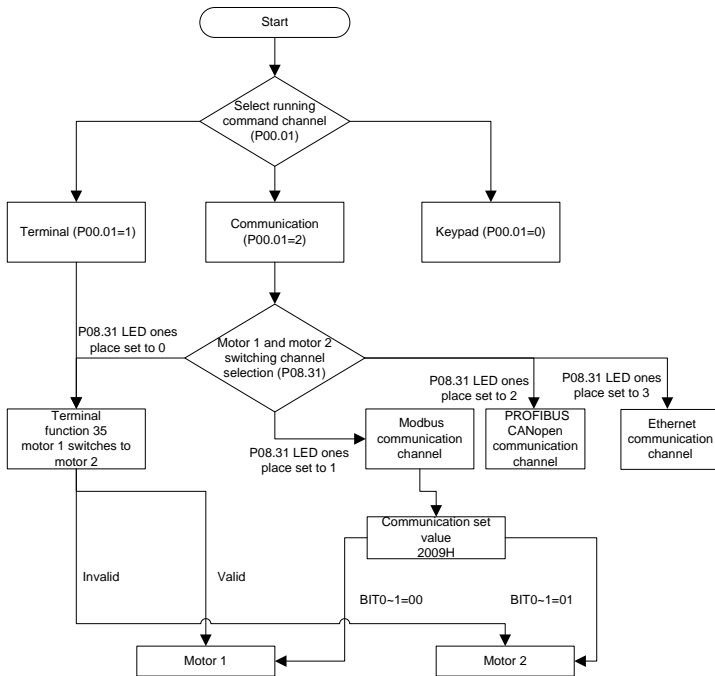 Start
Select running
command channel
(P00.01)
Terminal (P00.01=1)
Communication
(P00.01=2)
Keypad (P00.01=0)
P08.31 LED ones
place set to 0
Motor 1 and motor 2
switching channel
selection (P08.31)
P08.31 LED ones
place set to 2
P08.31 LED ones
place set to 3
Terminal
function 35
motor 1 switches to
motor 2
P08.31 LED ones
place set to 1
Modbus
communication
channel
PROFIBUS
CANopen
communication
channel
Ethernet
communication
channel
Communication set
value
2009H
Invalid
Valid
BIT0~1=00
BIT0~1=01
Motor 1
Motor 2